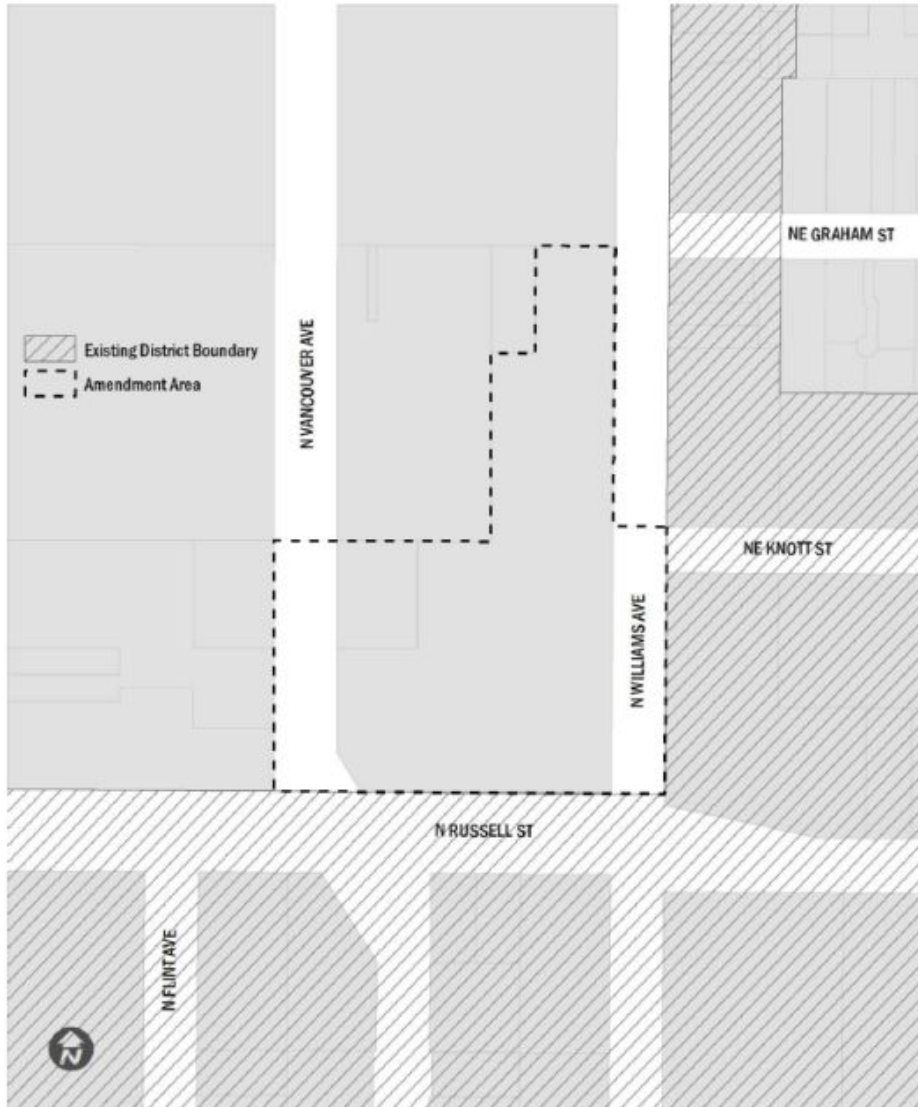 NE GRAHAM ST
Existing District Boundary
Amendment Area
N VANCOUVER AVE
NE KNOTT ST
N WILLIAMS AVE
N RUSSELL ST
N FLINT AVE
N